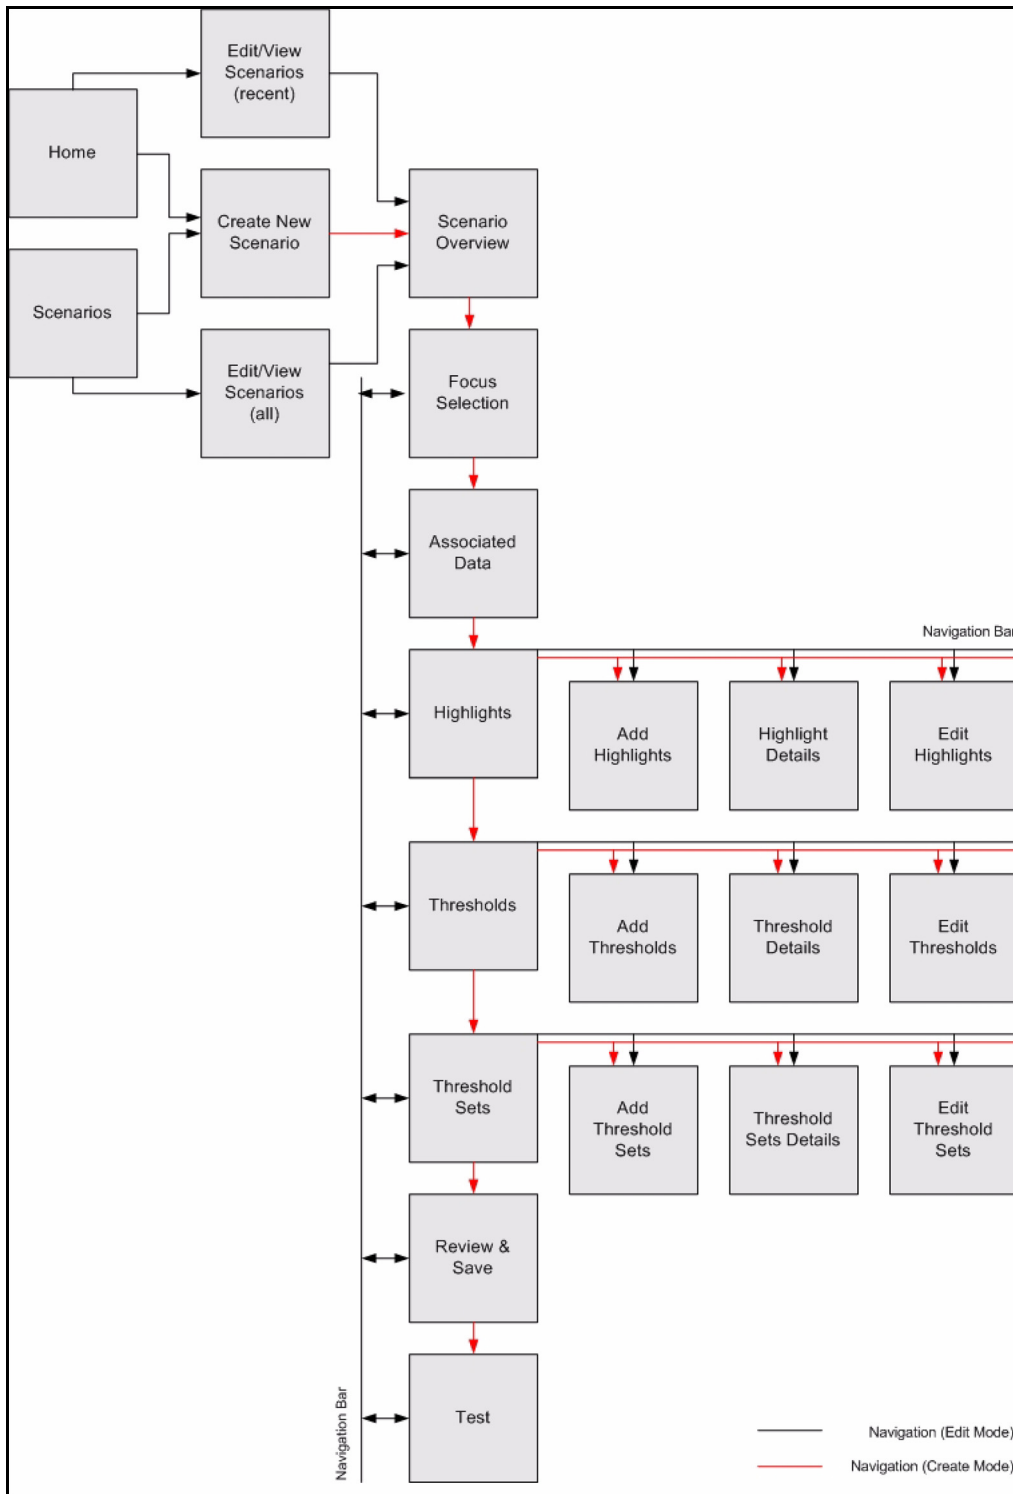 Edit/View
Scenarios
(recent)
Home
Create New
Scenario
Scenario
Overview
Scenarios
Edit/View
Scenarios
(all)
Focus
Selection
Associated
Data
Navigation Bar
Highlights
Add
Highlights
Highlight
Details
Edit
Highlights
Thresholds
Add
Thresholds
Threshold
Details
Edit
Thresholds
Threshold
Sets
Add
Threshold
Sets
Threshold
Sets Details
Edit
Threshold
Sets
Review &
Save
Navigation Bar
Test
Navigation (Edit Mode)
Navigation (Create Mode)